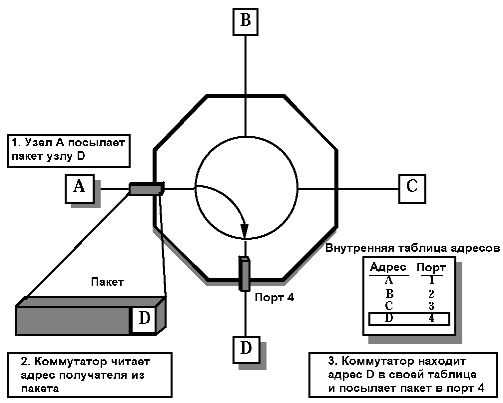 B
1. Узел А посылает
пакет узлу D
A
C
Внутренняя таблица адресов
Адрес Порт
A 1
B 2
C 3
D 4
Пакет
D
Порт 4
D
2. Коммутатор читает
адрес получателя из
пакета
3. Коммутатор находит
адрес D в своей таблице
и посылает пакет в порт 4